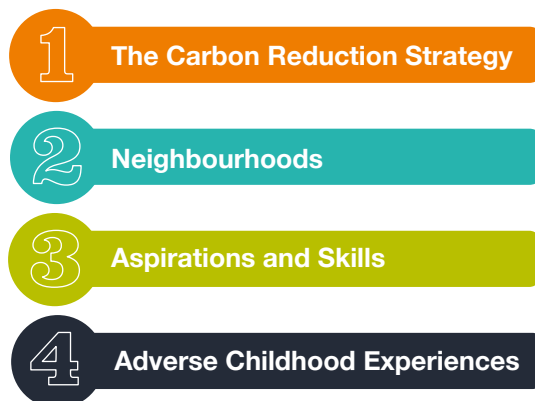 1 The Carbon Reduction Strategy
2 Neighbourhoods
3 Aspirations and Skills
4 Adverse Childhood Experiences